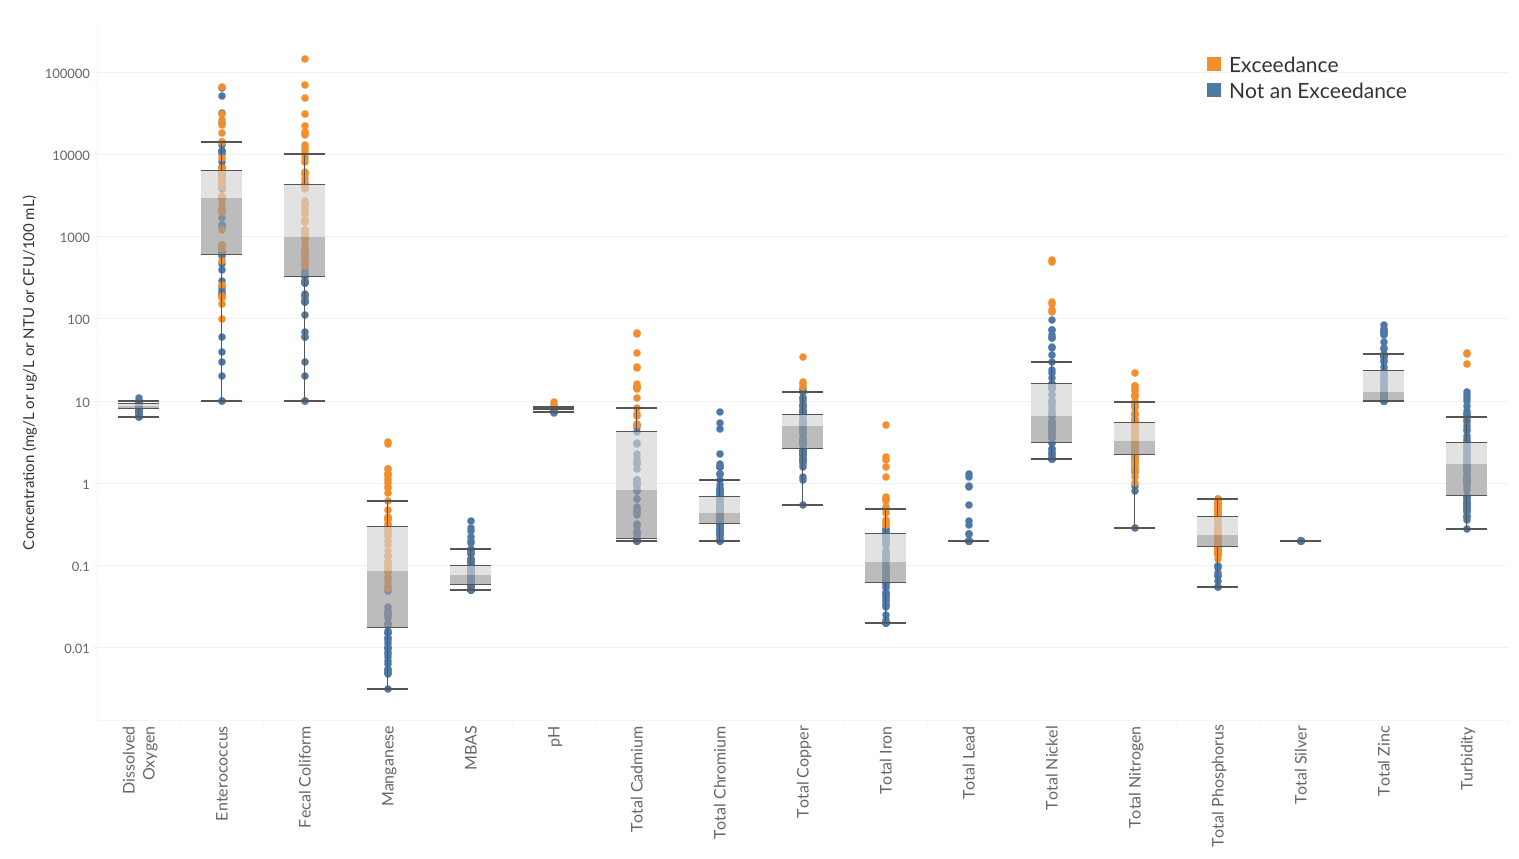 Exceedance
Not an Exceedance
Concentration (mg/L or ug/L or NTU or CFU/100 mL)
100000
10000
1000
100
10
1
0.1
0.01
Dissolved
Oxygen
Enterococcus
Fecal Coliform
Manganese
MBAS
pH
Total Cadmium
Total Chromium
Total Copper
Total Iron
Total Lead
Total Nickel
Total Nitrogen
Total Phosphorus
Total Silver
Total Zinc
Turbidity